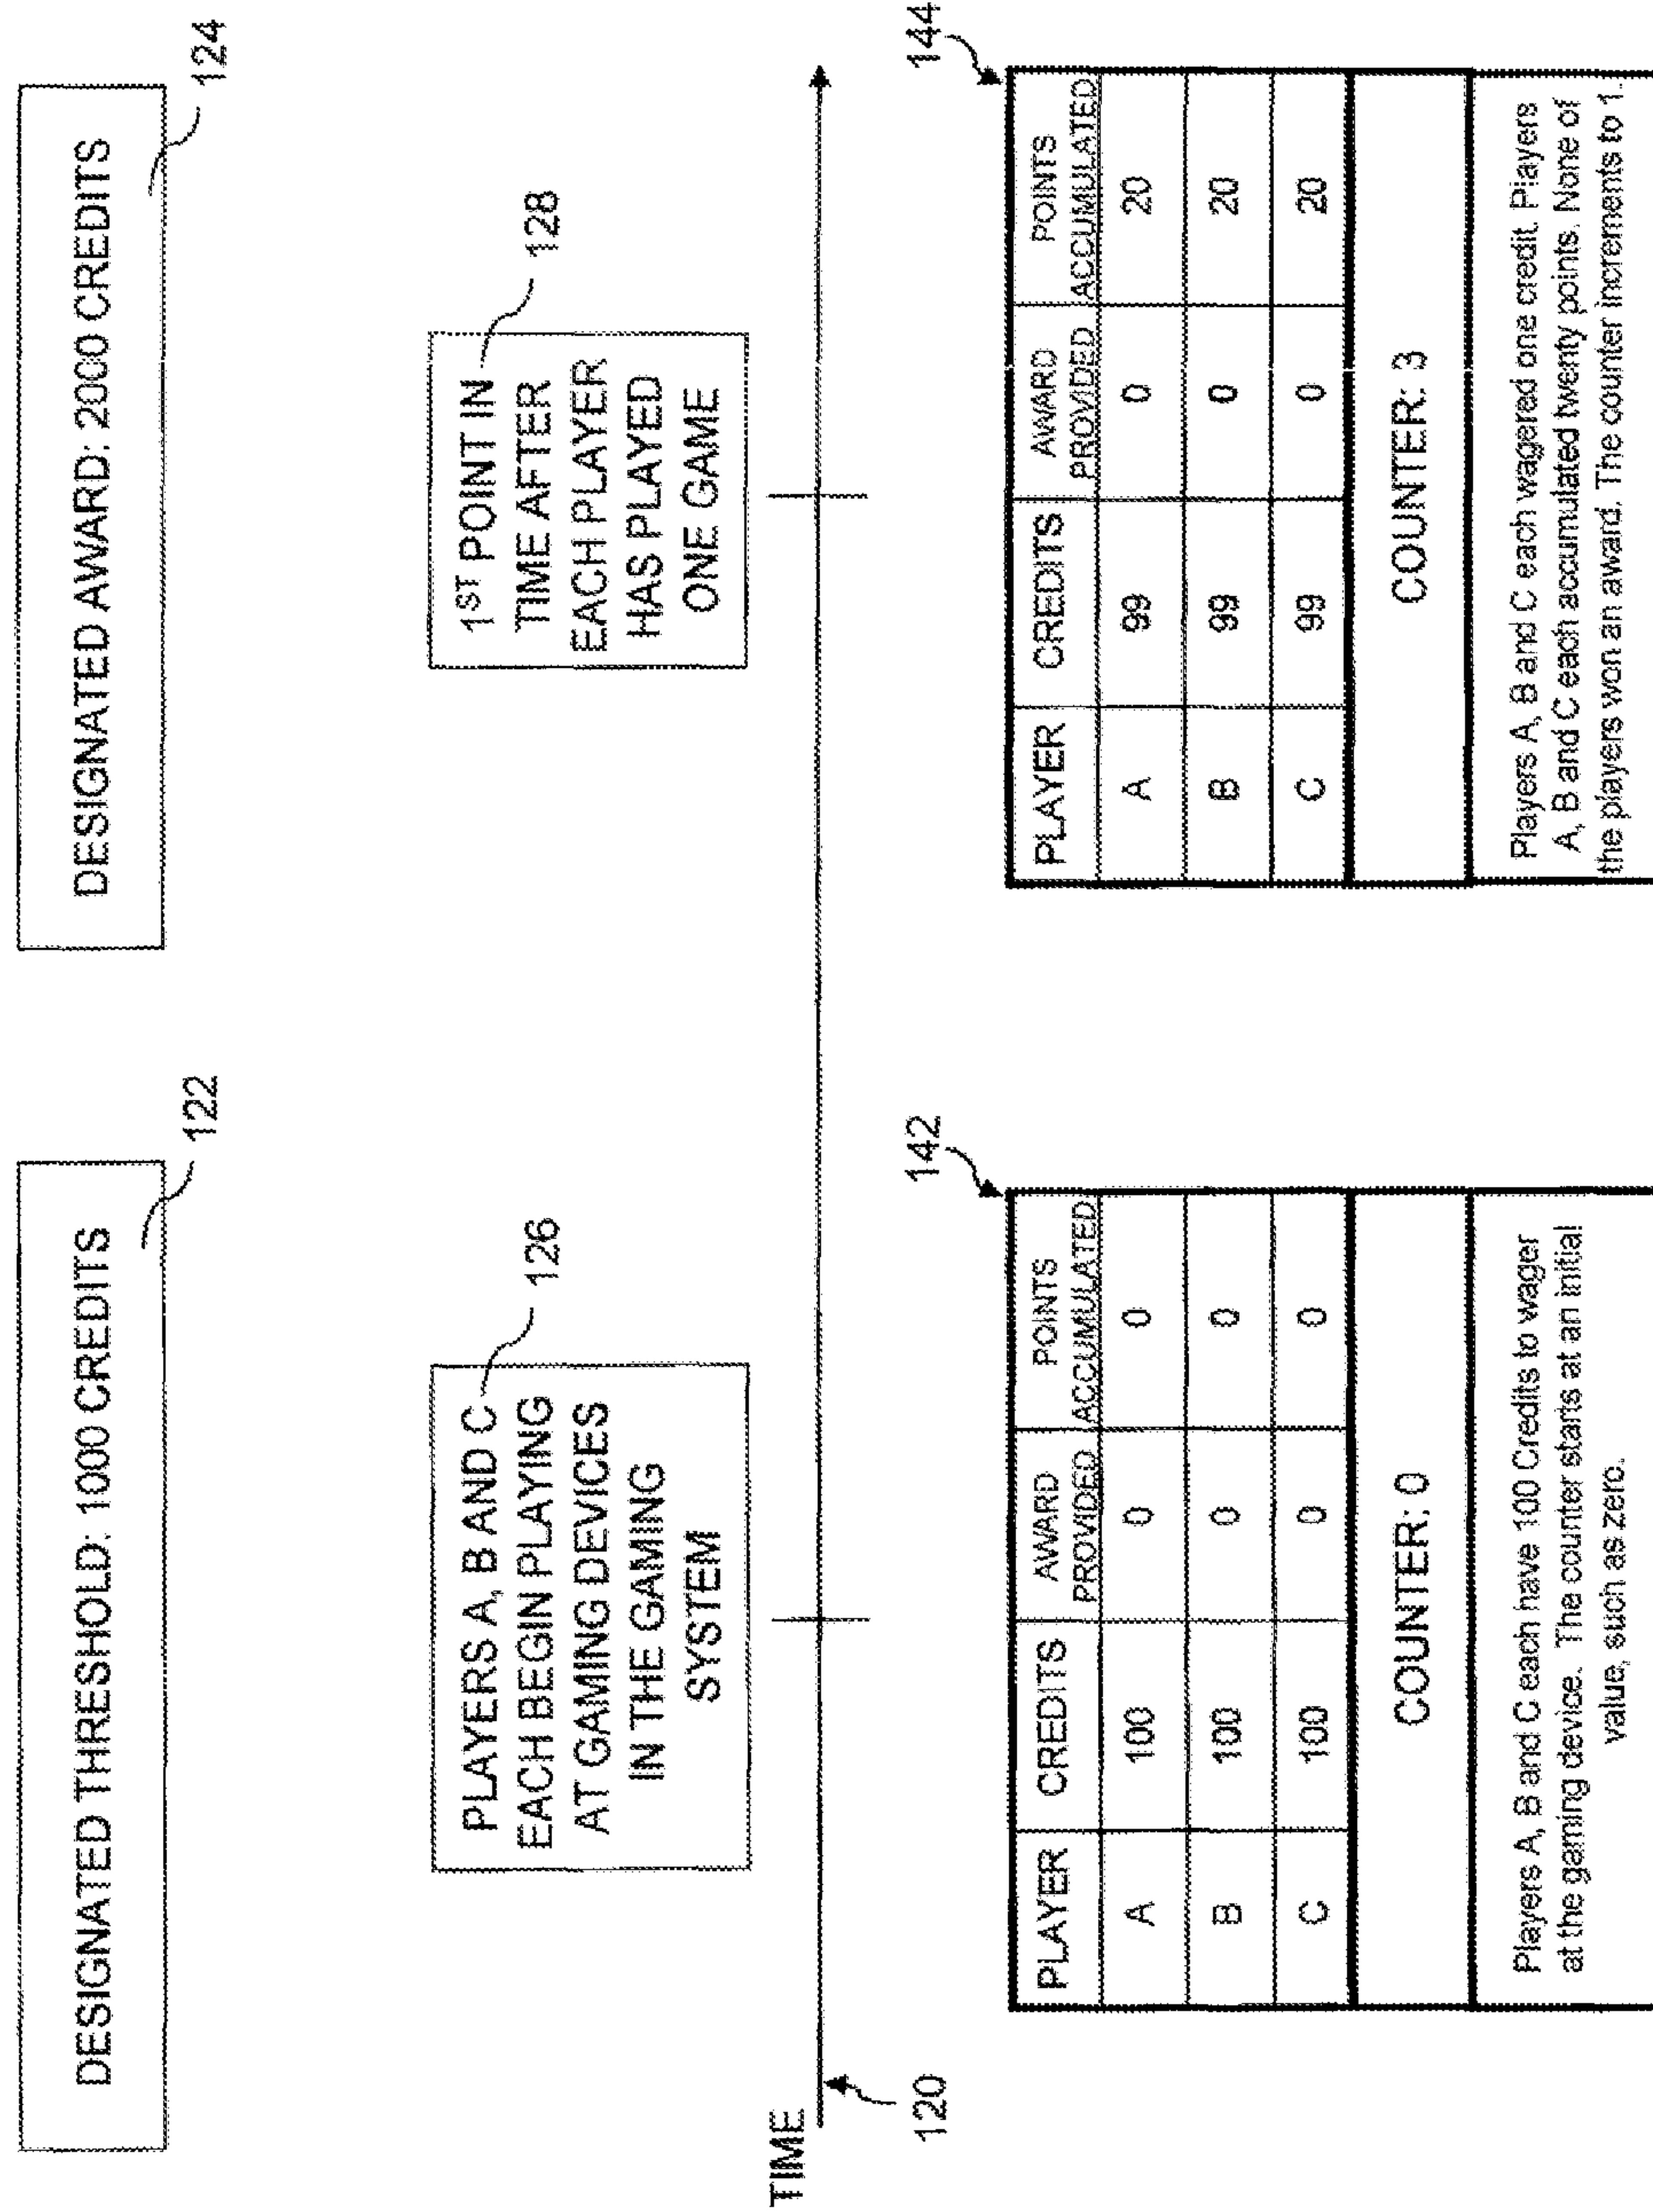 DESIGNATED THRESHOLD: 1000 CREDITS
122
DESIGNATED AWARD: 2000 CREDITS
124
PLAYERS A, B AND C
EACH BEGIN PLAYING
AT GAMING DEVICES
IN THE GAMING
SYSTEM
126
1ST POINT IN
TIME AFTER
EACH PLAYER
HAS PLAYED
ONE GAME
128
TIME
120
142
PLAYER CREDITS AWARD PROVIDED POINTS ACCUMULATED
A 100 0 0
B 100 0 0
C 100 0 0
COUNTER: 0
Players A, B and C each have 100 Credits to wager
at the gaming device. The counter starts at an initial
value, such as zero.
144
PLAYER CREDITS AWARD PROVIDED POINTS ACCUMULATED
A 99 0 20
B 99 0 20
C 99 0 20
COUNTER: 3
Players A, B and C each wagered one credit. Players
A, B and C each accumulated twenty points. None of
the players won an award. The counter increments to 1.